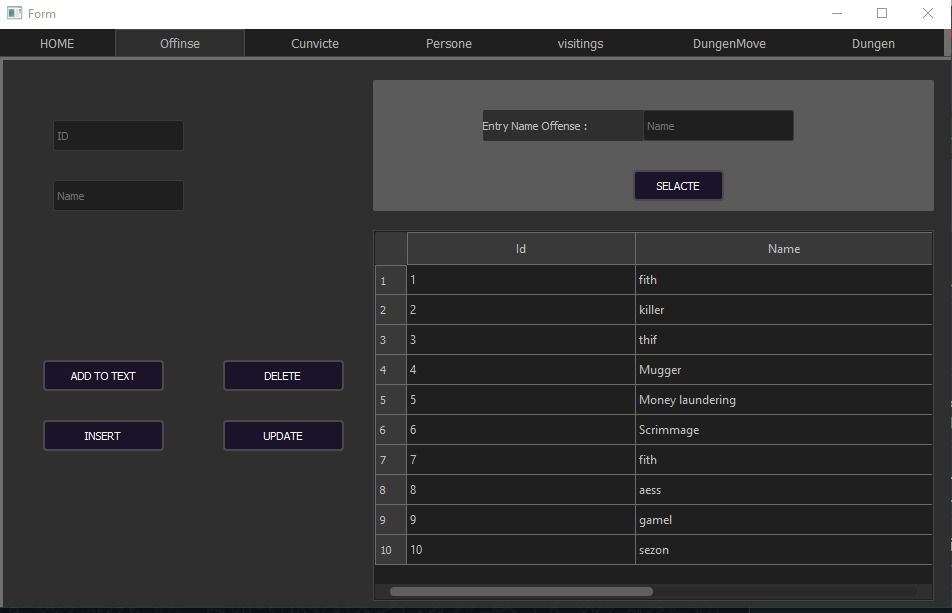 Form
HOME Offinse Cunvicte Persone visitings DungenMove Dungen
ID
Name
Entry Name Offense : Name
SELACTE
ADD TO TEXT DELETE
INSERT UPDATE
Id Name
1 1 fith
2 2 killer
3 3 thif
4 4 Mugger
5 5 Money laundering
6 6 Scrimmage
7 7 fith
8 8 aess
9 9 gamel
10 10 sezon